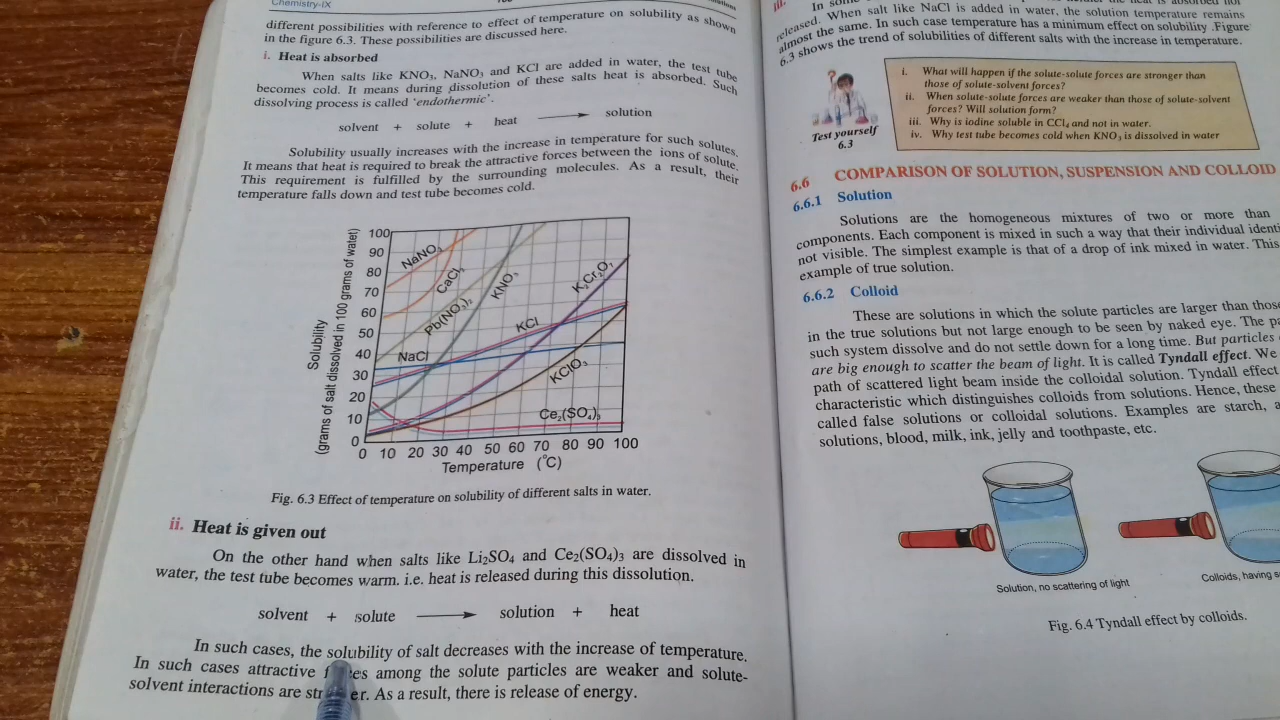 Chemistry-IX
different possibilities with reference to effect of temperature on solubility as shown
in the figure 6.3. These possibilities are discussed here.
i. Heat is absorbed
When salts like KNO₃, NaNO₃ and KCl are added in water, the test tube
becomes cold. It means during dissolution of these salts heat is absorbed. Such
dissolving process is called 'endothermic'.
solvent + solute + heat ⟶ solution
Solubility usually increases with the increase in temperature for such solutes.
It means that heat is required to break the attractive forces between the ions of solute.
This requirement is fulfilled by the surrounding molecules. As a result, their
temperature falls down and test tube becomes cold.
Solubility
(grams of salt dissolved in 100 grams of water)
100
90
80
70
60
50
40
30
20
10
0
NaNO₃
CaCl₂
Pb(NO₃)₂
KNO₃
K₂Cr₂O₇
KCl
NaCl
KClO₃
Ce₂(SO₄)₃
0 10 20 30 40 50 60 70 80 90 100
Temperature (°C)
Fig. 6.3 Effect of temperature on solubility of different salts in water.
ii. Heat is given out
On the other hand when salts like Li₂SO₄ and Ce₂(SO₄)₃ are dissolved in
water, the test tube becomes warm. i.e. heat is released during this dissolution.
solvent + solute ⟶ solution + heat
In such cases, the solubility of salt decreases with the increase of temperature.
In such cases attractive among the solute particles are weaker and solute-
solvent interactions are As a result, there is release of energy.
iii. In
released. When salt like NaCl is added in water, the solution temperature remains
almost the same. In such case temperature has a minimum effect on solubility .Figure
6.3 shows the trend of solubilities of different salts with the increase in temperature.
Test yourself
6.3
i. What will happen if the solute-solute forces are stronger than
those of solute-solvent forces?
ii. When solute-solute forces are weaker than those of solute-solvent
forces? Will solution form?
iii. Why is iodine soluble in CCl₄ and not in water.
iv. Why test tube becomes cold when KNO₃ is dissolved in water
6.6 COMPARISON OF SOLUTION, SUSPENSION AND COLLOID
6.6.1 Solution
Solutions are the homogeneous mixtures of two or more than
components. Each component is mixed in such a way that their individual
not visible. The simplest example is that of a drop of ink mixed in water. This
example of true solution.
6.6.2 Colloid
These are solutions in which the solute particles are larger than
in the true solutions but not large enough to be seen by naked eye. The
such system dissolve and do not settle down for a long time. But particles
are big enough to scatter the beam of light. It is called Tyndall effect. We
path of scattered light beam inside the colloidal solution. Tyndall effect
characteristic which distinguishes colloids from solutions. Hence, these
called false solutions or colloidal solutions. Examples are starch,
solutions, blood, milk, ink, jelly and toothpaste, etc.
Solution, no scattering of light
Colloids, having
Fig. 6.4 Tyndall effect by colloids.